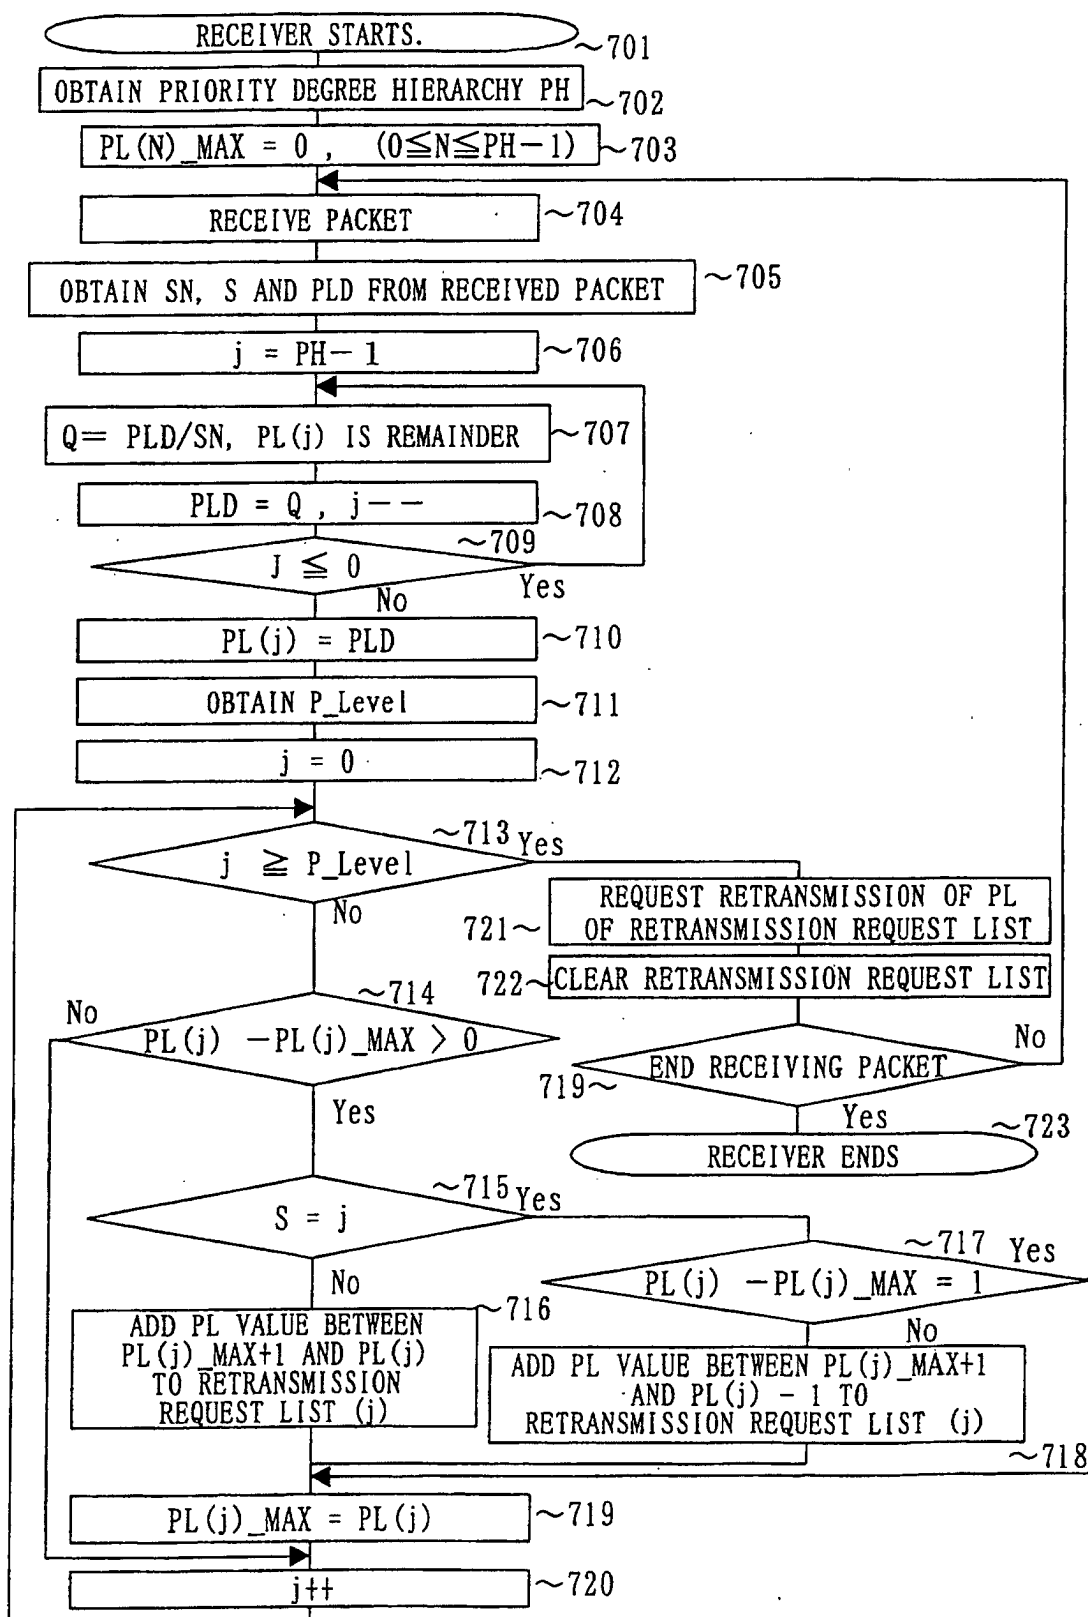 RECEIVER STARTS.
~701
OBTAIN PRIORITY DEGREE HIERARCHY PH
~702
PL(N)_MAX = 0 , (0≦N≦PH-1)
~703
RECEIVE PACKET
~704
OBTAIN SN, S AND PLD FROM RECEIVED PACKET
~705
j = PH-1
~706
Q= PLD/SN, PL(j) IS REMAINDER
~707
PLD = Q , j--
~708
~709
J ≦ 0
Yes
No
PL(j) = PLD
~710
OBTAIN P_Level
~711
j = 0
~712
~713
Yes
j ≧ P_Level
No
REQUEST RETRANSMISSION OF PL
OF RETRANSMISSION REQUEST LIST
721~
722~
CLEAR RETRANSMISSION REQUEST LIST
~714
No
PL(j) -PL(j)_MAX > 0
Yes
No
END RECEIVING PACKET
719~
Yes
~723
RECEIVER ENDS
~715
Yes
S = j
No
~717
Yes
PL(j) -PL(j)_MAX = 1
No
~716
ADD PL VALUE BETWEEN
PL(j)_MAX+1 AND PL(j)
TO RETRANSMISSION
REQUEST LIST (j)
ADD PL VALUE BETWEEN PL(j)_MAX+1
AND PL(j) - 1 TO
RETRANSMISSION REQUEST LIST (j)
~718
PL(j)_MAX = PL(j)
~719
j++
~720